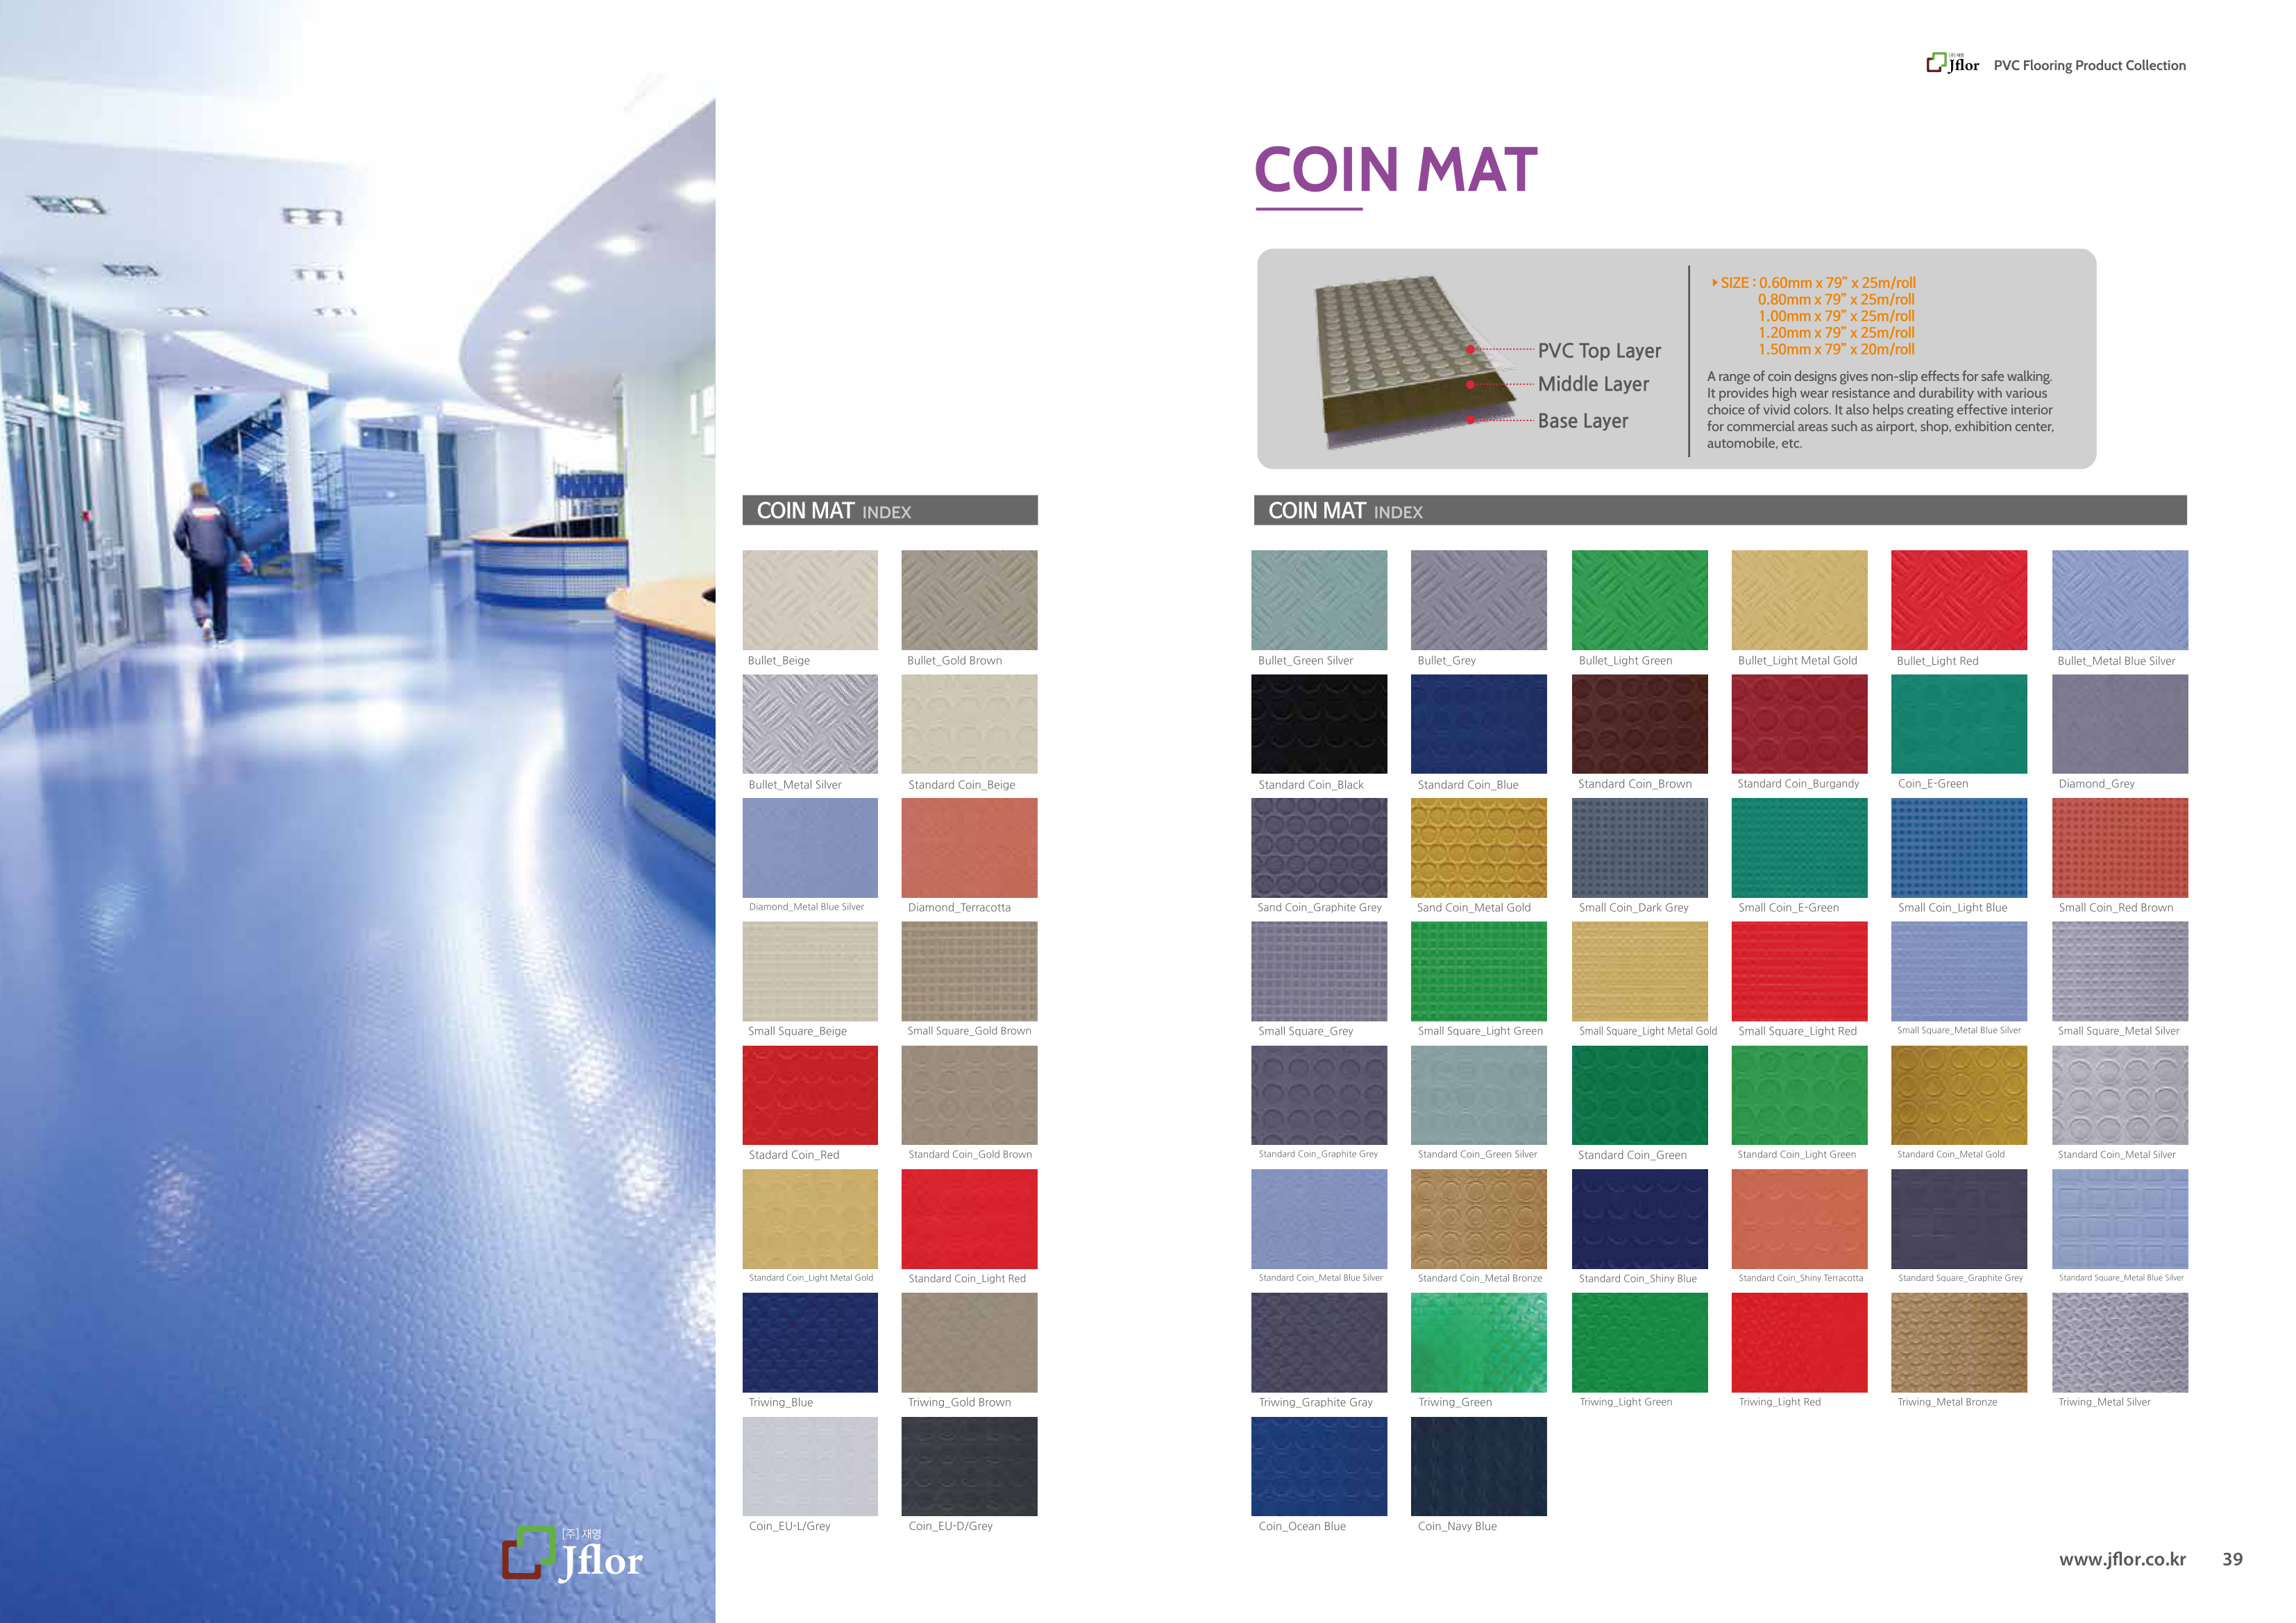 [주] 재영
Jflor
COIN MAT INDEX
Bullet_Beige
Bullet_Gold Brown
Bullet_Metal Silver
Standard Coin_Beige
Diamond_Metal Blue Silver
Diamond_Terracotta
Small Square_Beige
Small Square_Gold Brown
Stadard Coin_Red
Standard Coin_Gold Brown
Standard Coin_Light Metal Gold
Standard Coin_Light Red
Triwing_Blue
Triwing_Gold Brown
Coin_EU-L/Grey
Coin_EU-D/Grey
[주] 재영
Jflor
PVC Flooring Product Collection
COIN MAT
PVC Top Layer
Middle Layer
Base Layer
SIZE : 0.60mm x 79" x 25m/roll
0.80mm x 79" x 25m/roll
1.00mm x 79" x 25m/roll
1.20mm x 79" x 25m/roll
1.50mm x 79" x 20m/roll
A range of coin designs gives non-slip effects for safe walking.
It provides high wear resistance and durability with various
choice of vivid colors. It also helps creating effective interior
for commercial areas such as airport, shop, exhibition center,
automobile, etc.
COIN MAT INDEX
Bullet_Green Silver
Bullet_Grey
Bullet_Light Green
Bullet_Light Metal Gold
Bullet_Light Red
Bullet_Metal Blue Silver
Standard Coin_Black
Standard Coin_Blue
Standard Coin_Brown
Standard Coin_Burgandy
Coin_E-Green
Diamond_Grey
Sand Coin_Graphite Grey
Sand Coin_Metal Gold
Small Coin_Dark Grey
Small Coin_E-Green
Small Coin_Light Blue
Small Coin_Red Brown
Small Square_Grey
Small Square_Light Green
Small Square_Light Metal Gold
Small Square_Light Red
Small Square_Metal Blue Silver
Small Square_Metal Silver
Standard Coin_Graphite Grey
Standard Coin_Green Silver
Standard Coin_Green
Standard Coin_Light Green
Standard Coin_Metal Gold
Standard Coin_Metal Silver
Standard Coin_Metal Blue Silver
Standard Coin_Metal Bronze
Standard Coin_Shiny Blue
Standard Coin_Shiny Terracotta
Standard Square_Graphite Grey
Standard Square_Metal Blue Silver
Triwing_Graphite Gray
Triwing_Green
Triwing_Light Green
Triwing_Light Red
Triwing_Metal Bronze
Triwing_Metal Silver
Coin_Ocean Blue
Coin_Navy Blue
www.jflor.co.kr
39